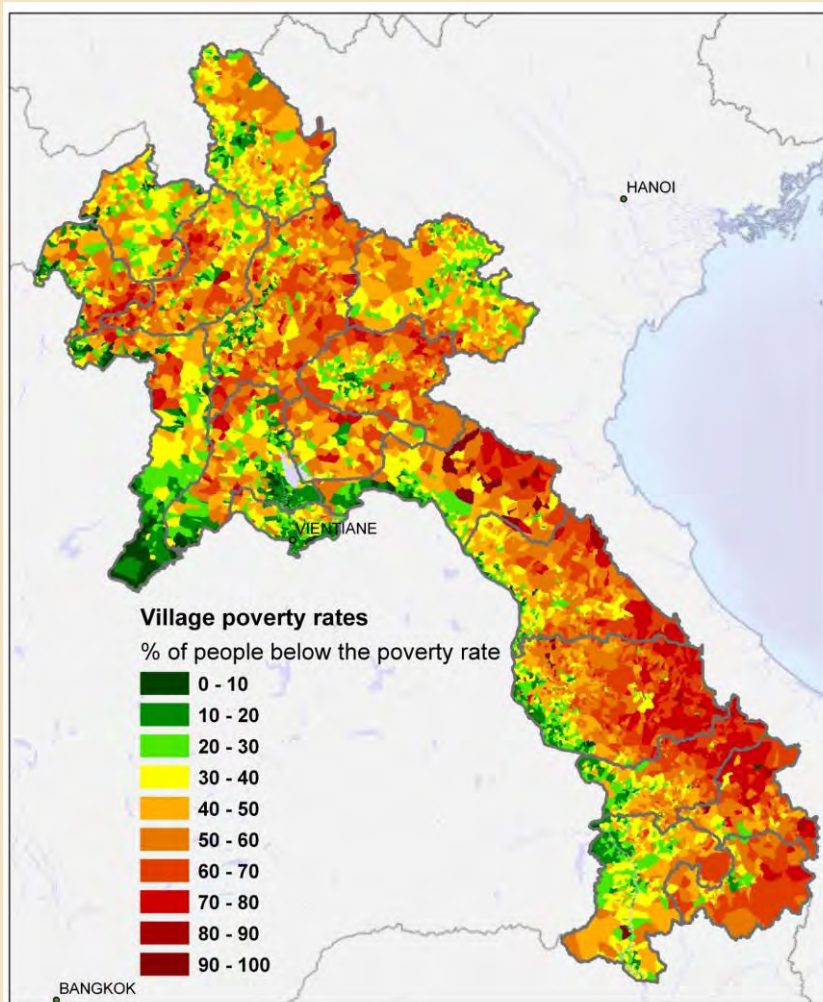 HANOI
VIENTIANE
Village poverty rates
% of people below the poverty rate
0 - 10
10 - 20
20 - 30
30 - 40
40 - 50
50 - 60
60 - 70
70 - 80
80 - 90
90 - 100
BANGKOK